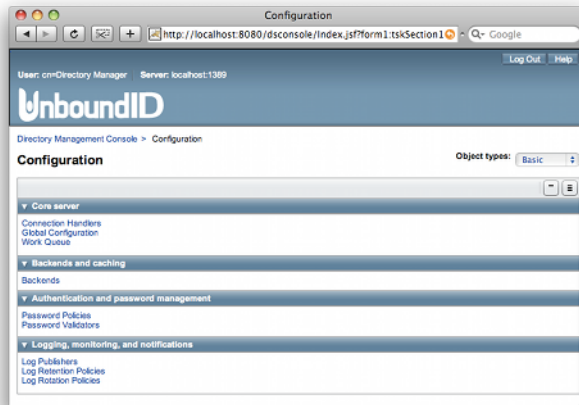 Configuration
http://localhost:8080/dsconsole/Index.jsf?form1:tskSection1
Google
Log Out Help
User: cn=Directory Manager Server: localhost:1389
UnboundID
Directory Management Console > Configuration
Configuration
Object types: Basic
Core server
Connection Handlers
Global Configuration
Work Queue
Backends and caching
Backends
Authentication and password management
Password Policies
Password Validators
Logging, monitoring, and notifications
Log Publishers
Log Retention Policies
Log Rotation Policies